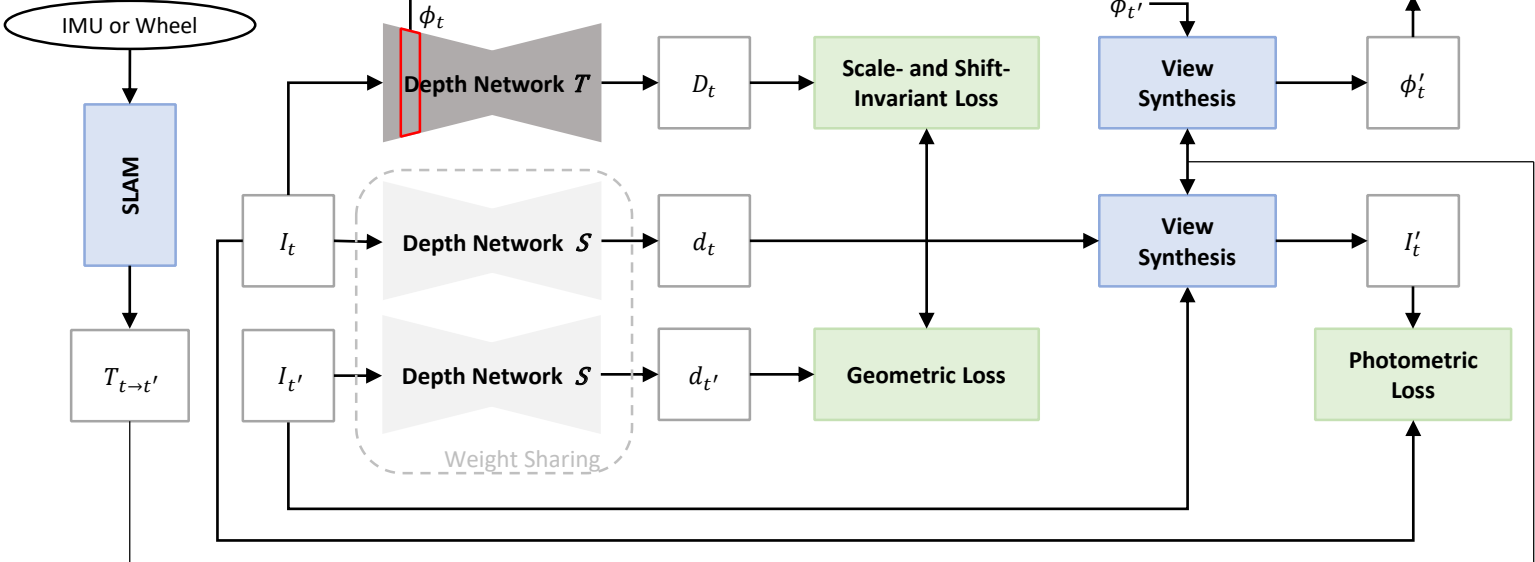 IMU or Wheel
ϕ_t
ϕ_{t'}
Depth Network T
D_t
Scale- and Shift-
Invariant Loss
View
Synthesis
ϕ'_t
SLAM
I_t
Depth Network S
d_t
View
Synthesis
I'_t
T_{t→t'}
I_{t'}
Depth Network S
d_{t'}
Geometric Loss
Photometric
Loss
Weight Sharing